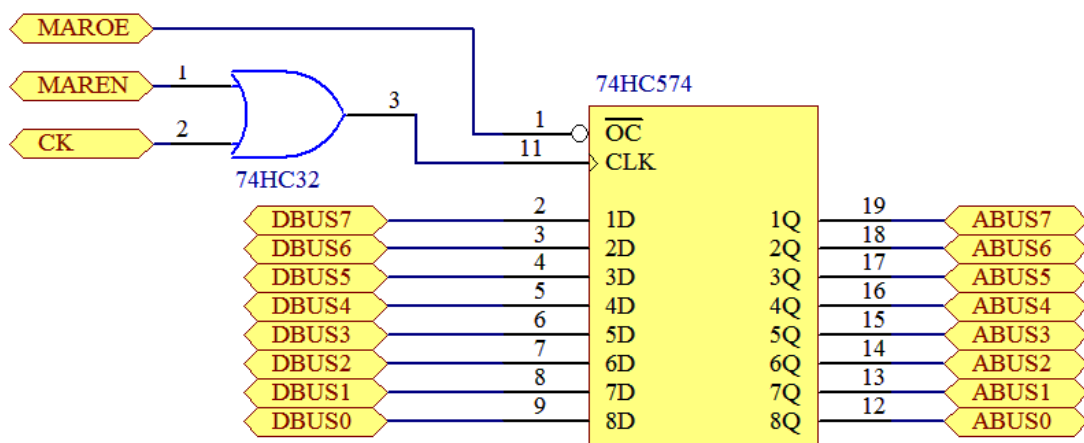 MAROE
MAREN 1
CK 2
3
74HC32
74HC574
1 OC
11 CLK
DBUS7 2 1D 1Q 19 ABUS7
DBUS6 3 2D 2Q 18 ABUS6
DBUS5 4 3D 3Q 17 ABUS5
DBUS4 5 4D 4Q 16 ABUS4
DBUS3 6 5D 5Q 15 ABUS3
DBUS2 7 6D 6Q 14 ABUS2
DBUS1 8 7D 7Q 13 ABUS1
DBUS0 9 8D 8Q 12 ABUS0